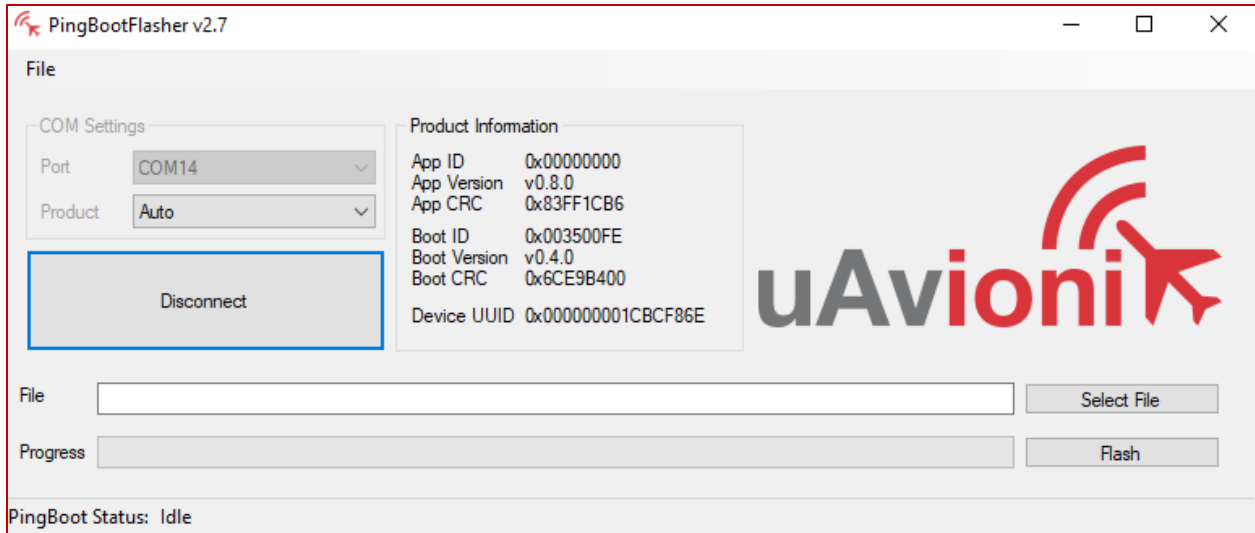 PingBootFlasher v2.7
File
COM Settings
Port COM14
Product Auto
Disconnect
Product Information
App ID 0x00000000
App Version v0.8.0
App CRC 0x83FF1CB6
Boot ID 0x003500FE
Boot Version v0.4.0
Boot CRC 0x6CE9B400
Device UUID 0x000000001CBCF86E
uAvionix
File
Select File
Progress
Flash
PingBoot Status: Idle